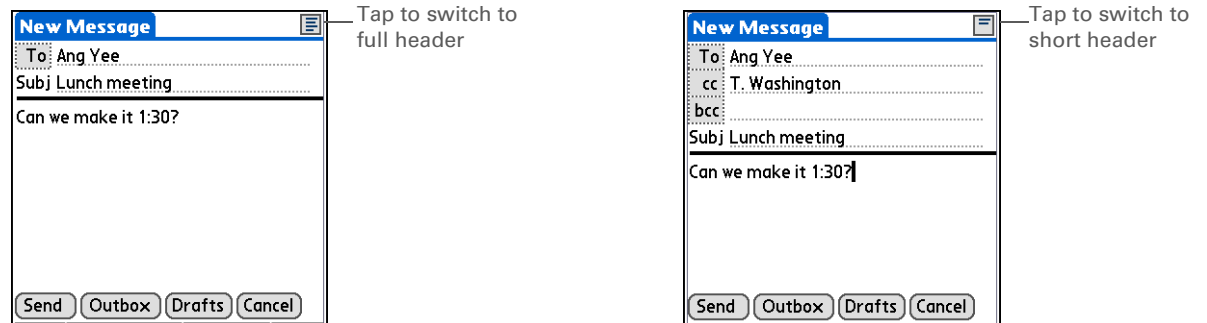 New Message
Tap to switch to
full header
To Ang Yee
Subj Lunch meeting
Can we make it 1:30?
Send Outbox Drafts Cancel
New Message
Tap to switch to
short header
To Ang Yee
cc T. Washington
bcc
Subj Lunch meeting
Can we make it 1:30?
Send Outbox Drafts Cancel